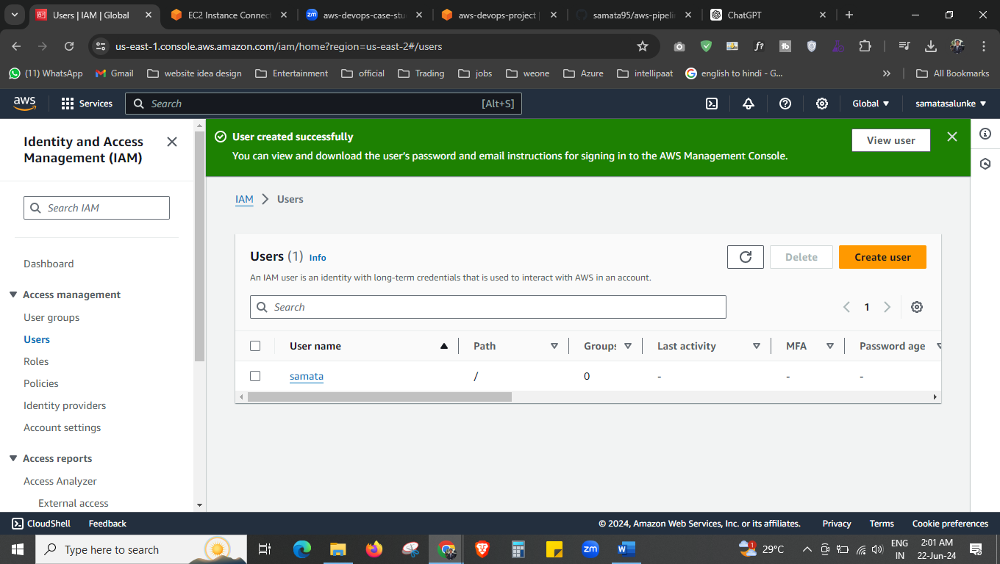 Users | IAM | Global
EC2 Instance Connect
aws-devops-case-stu
aws-devops-project |
samata95/aws-pipelin
ChatGPT
us-east-1.console.aws.amazon.com/iam/home?region=us-east-2#/users
(11) WhatsApp
Gmail
website idea design
Entertainment
official
Trading
jobs
weone
Azure
intellipaat
english to hindi - G...
All Bookmarks
aws
Services
Search
[Alt+S]
Global
samatasalunke
Identity and Access
Management (IAM)
Search IAM
Dashboard
Access management
User groups
Users
Roles
Policies
Identity providers
Account settings
Access reports
Access Analyzer
External access
User created successfully
You can view and download the user's password and email instructions for signing in to the AWS Management Console.
View user
IAM > Users
Users (1) Info
Delete
Create user
An IAM user is an identity with long-term credentials that is used to interact with AWS in an account.
Search
1
User name Path Groups Last activity MFA Password age
samata / 0 - - -
CloudShell
Feedback
© 2024, Amazon Web Services, Inc. or its affiliates.
Privacy
Terms
Cookie preferences
Type here to search
29°C
ENG
IN
2:01 AM
22-Jun-24